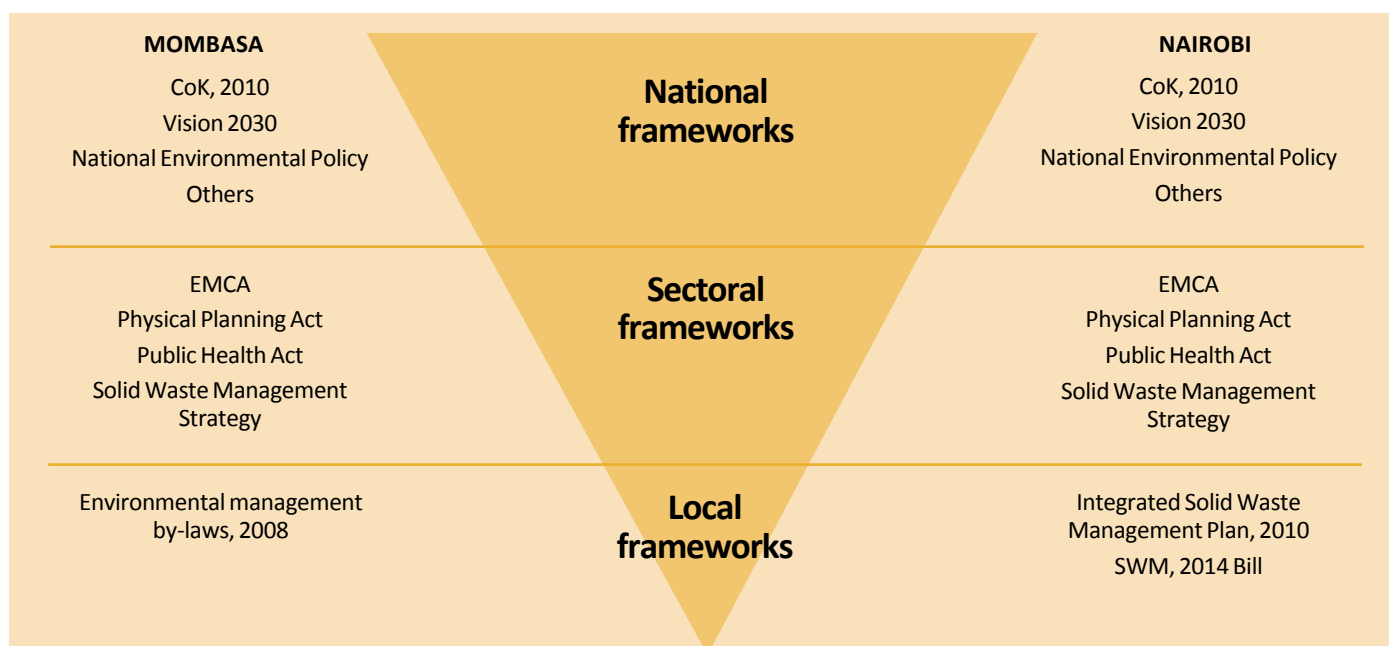 MOMBASA
CoK, 2010
Vision 2030
National Environmental Policy
Others
National
frameworks
NAIROBI
CoK, 2010
Vision 2030
National Environmental Policy
Others
EMCA
Physical Planning Act
Public Health Act
Solid Waste Management
Strategy
Sectoral
frameworks
EMCA
Physical Planning Act
Public Health Act
Solid Waste Management
Strategy
Environmental management
by-laws, 2008
Local
frameworks
Integrated Solid Waste
Management Plan, 2010
SWM, 2014 Bill